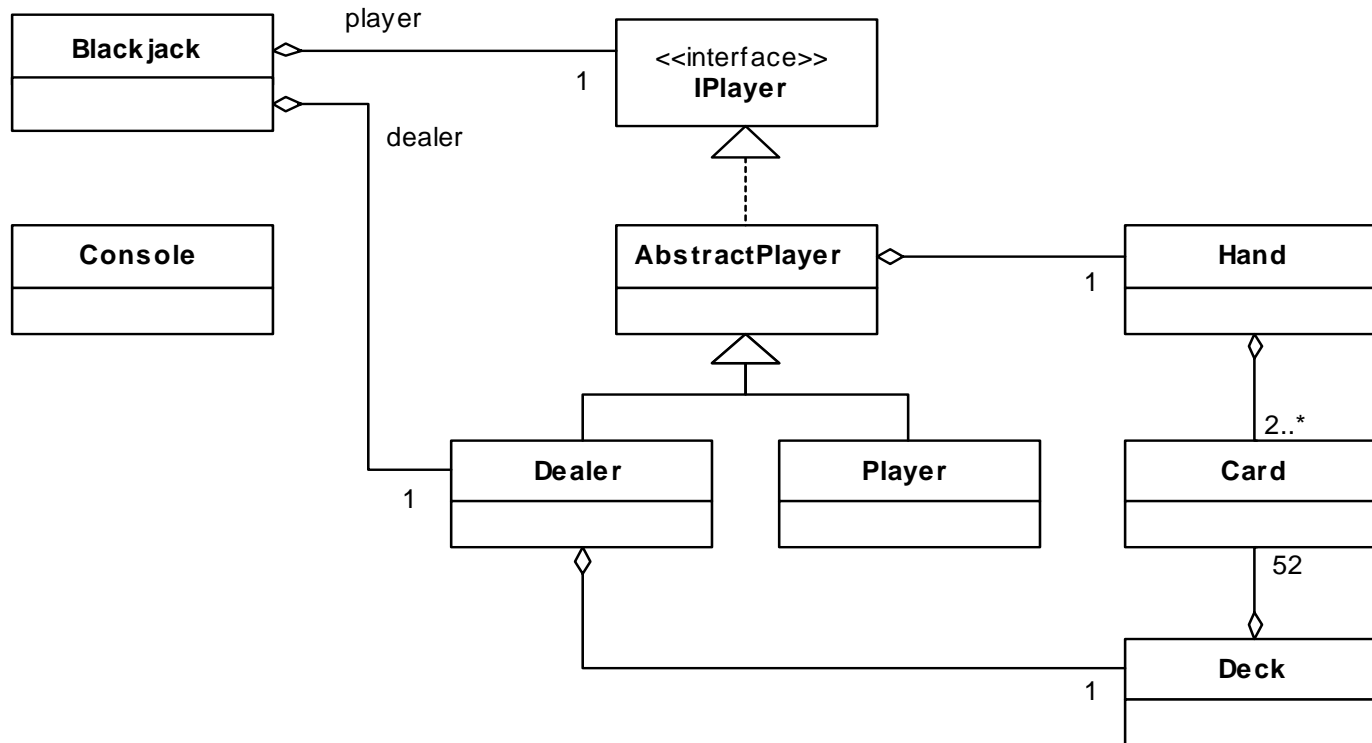 Blackjack
player
1
<<interface>>
IPlayer
dealer
Console
AbstractPlayer
1
Hand
2..*
Dealer
Player
Card
1
52
1
Deck